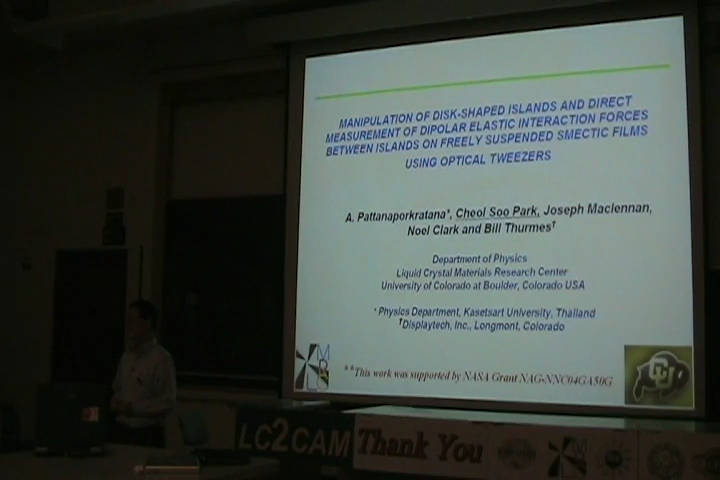 MANIPULATION OF DISK-SHAPED ISLANDS AND DIRECT
MEASUREMENT OF DIPOLAR ELASTIC INTERACTION FORCES
BETWEEN ISLANDS ON FREELY SUSPENDED SMECTIC FILMS
USING OPTICAL TWEEZERS
A. Pattanaporkratana*, Cheol Soo Park, Joseph Maclennan,
Noel Clark and Bill Thurmes†
Department of Physics
Liquid Crystal Materials Research Center
University of Colorado at Boulder, Colorado USA
* Physics Department, Kasetsart University, Thailand
†Displaytech, Inc., Longmont, Colorado
**This work was supported by NASA Grant NAG-NNC04GA50G
CU
LC2CAM
Thank You